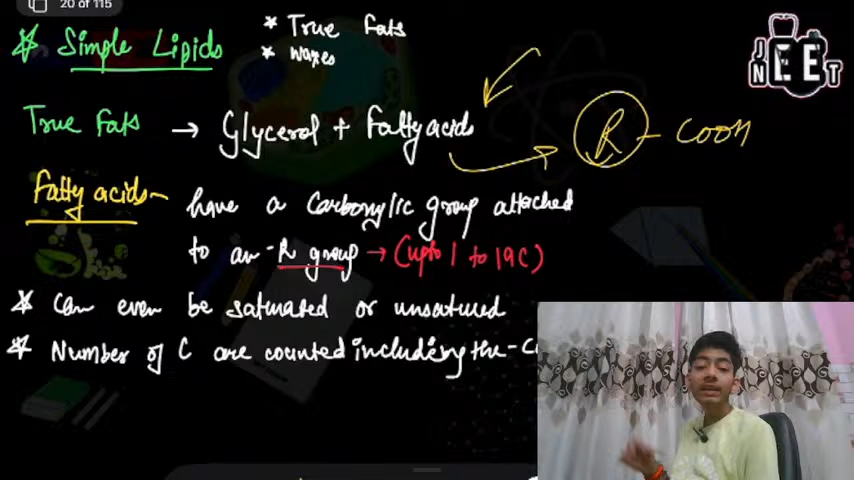 20 of 115
* Simple Lipids
* True Fats
* Waxes
JNEET
True Fats → Glycerol + Fatty acids
R - COOH
Fatty acids - have a Carboxylic group attached
to an - R group → (upto 1 to 19C)
* Can even be saturated or unsatured
* Number of C are counted including the - C